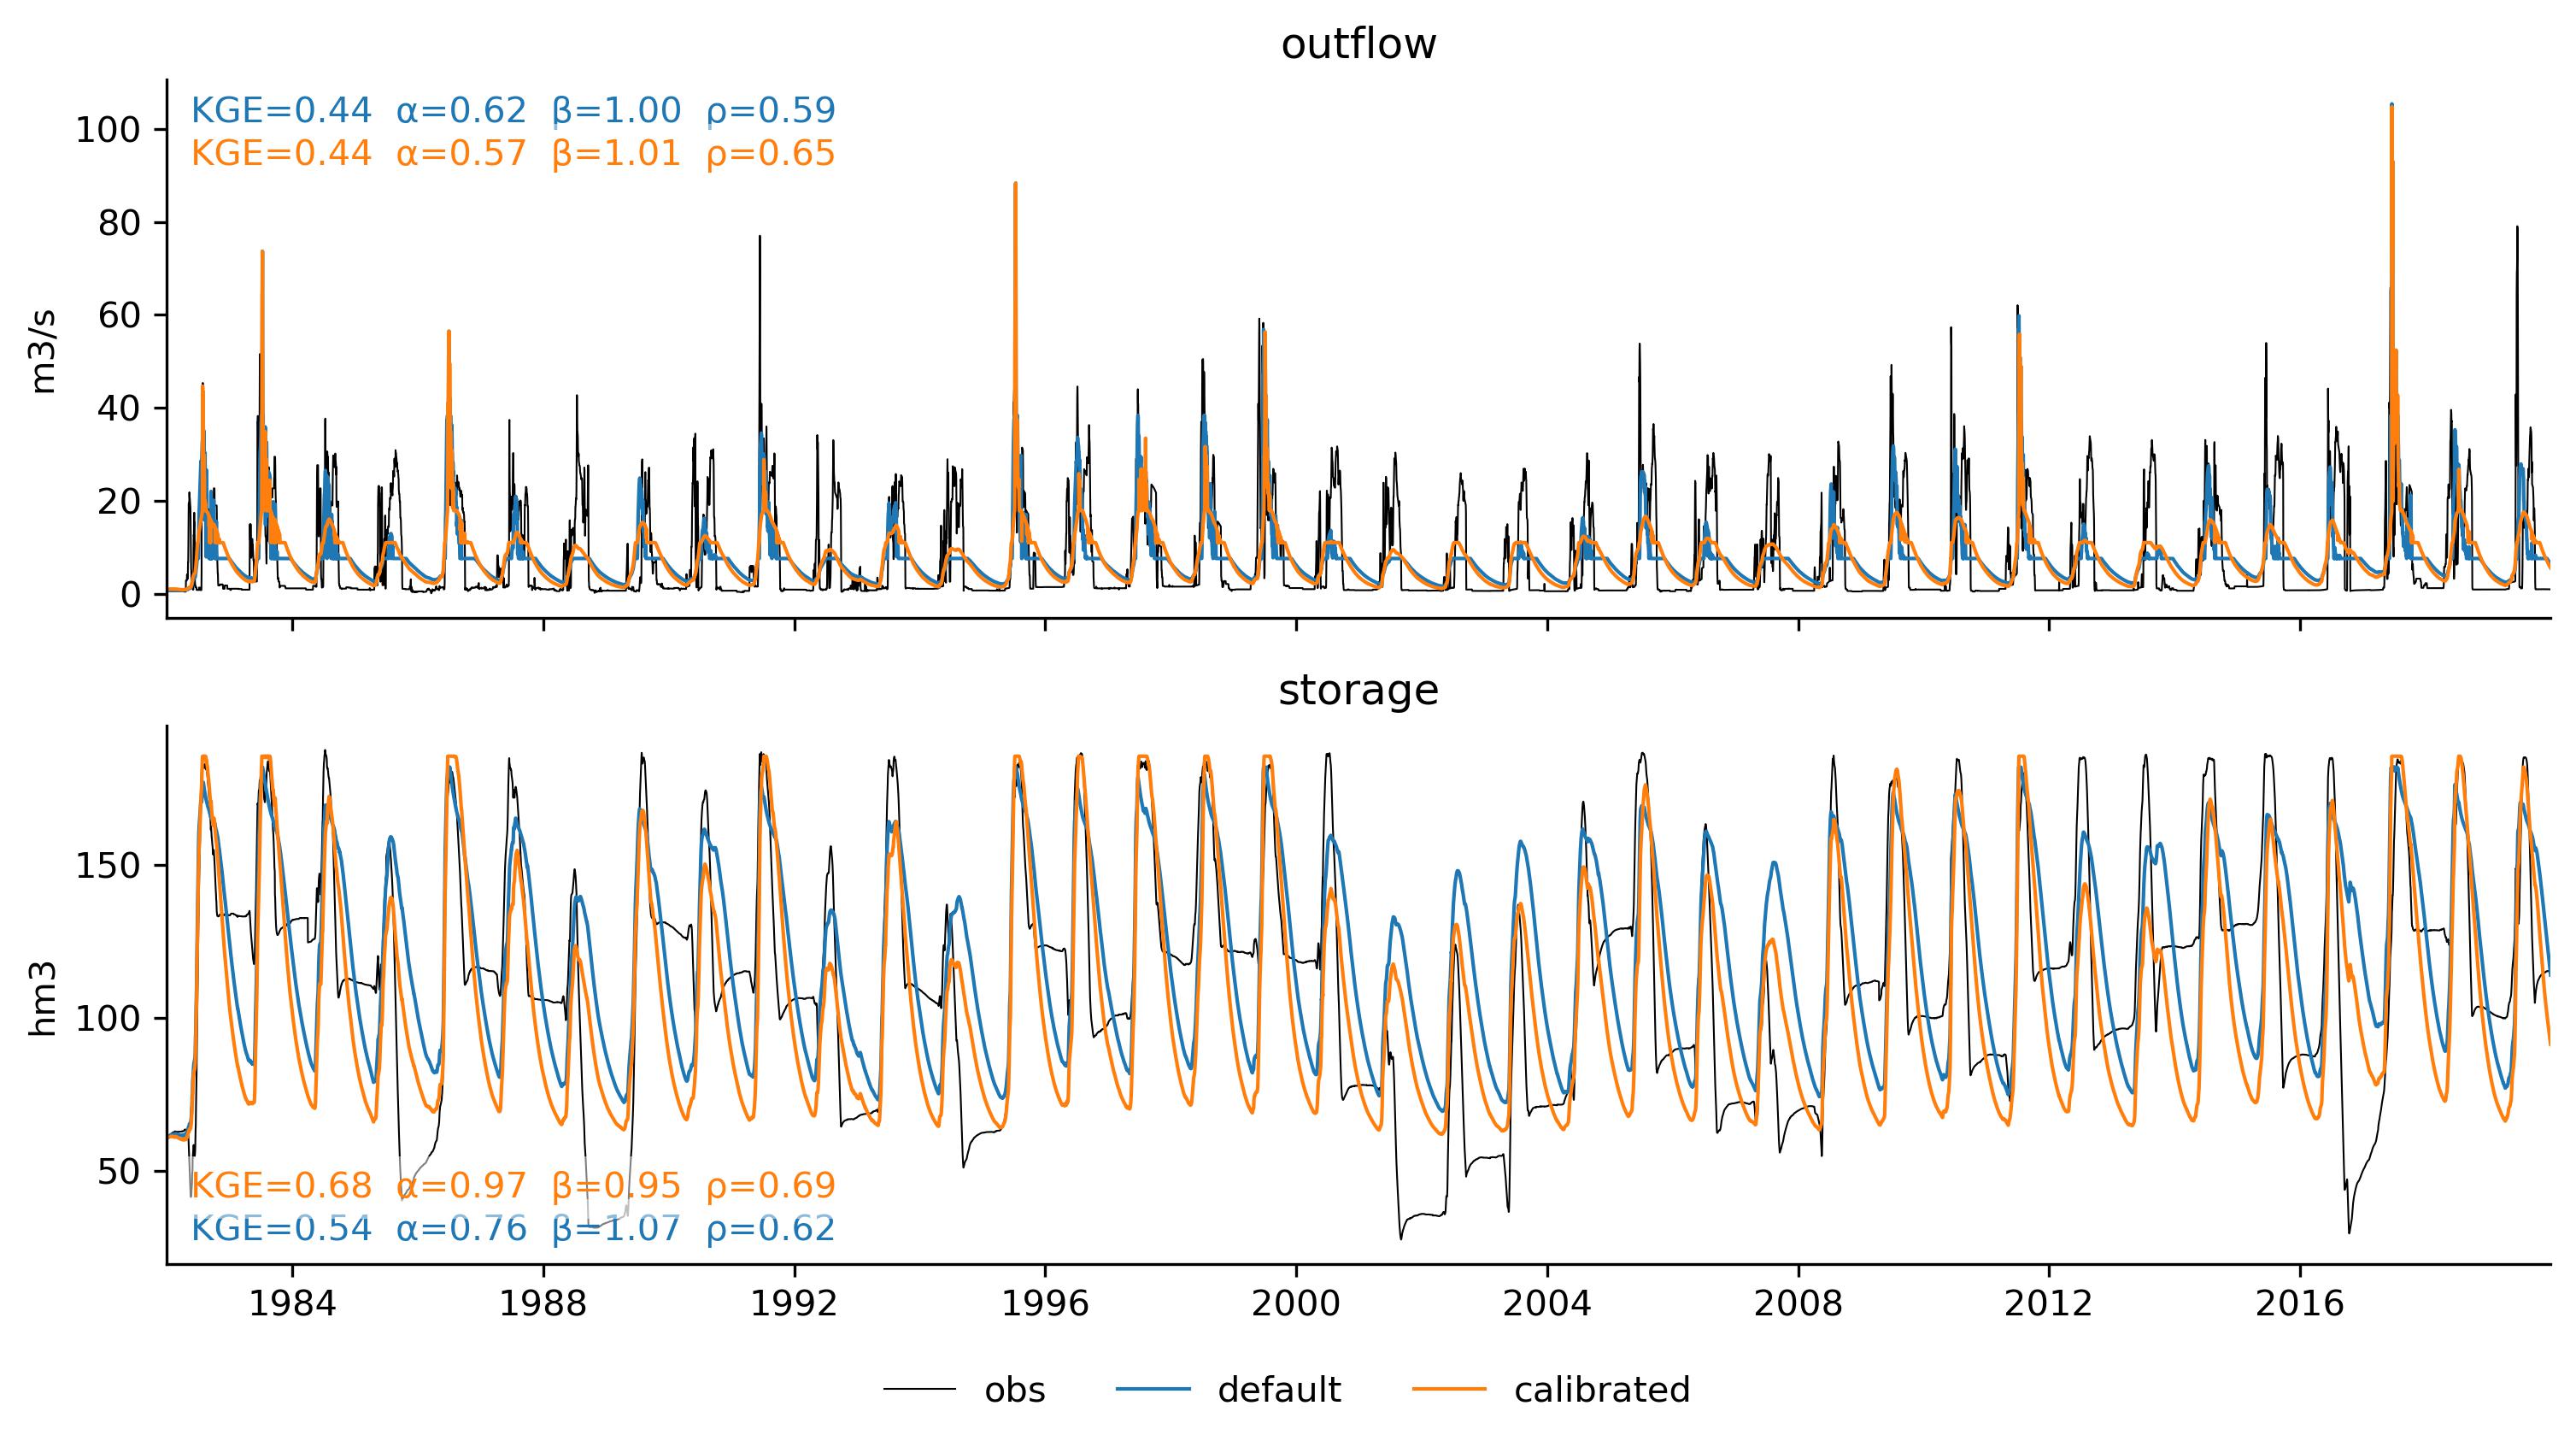 outflow
KGE=0.44 α=0.62 β=1.00 ρ=0.59
KGE=0.44 α=0.57 β=1.01 ρ=0.65
100
80
60
40
20
0
m3/s
storage
150
100
50
hm3
KGE=0.68 α=0.97 β=0.95 ρ=0.69
KGE=0.54 α=0.76 β=1.07 ρ=0.62
1984 1988 1992 1996 2000 2004 2008 2012 2016
obs default calibrated